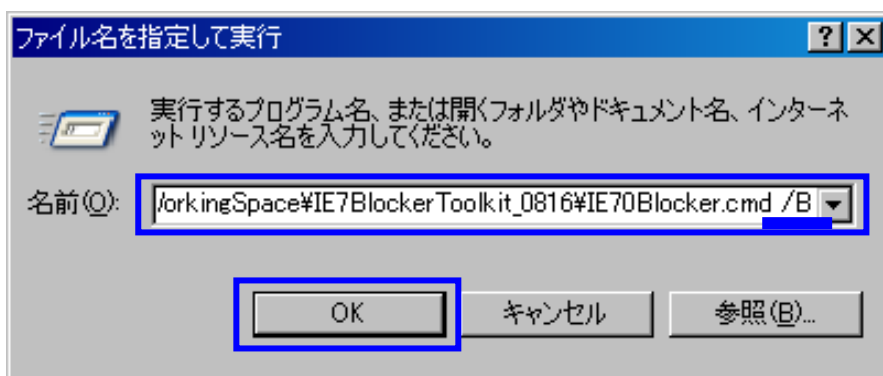 ファイル名を指定して実行
実行するプログラム名、または開くフォルダやドキュメント名、インターネ
ット リソース名を入力してください。
名前(O): orkingSpace¥IE7BlockerToolkit_0816¥IE70Blocker.cmd /B
OK キャンセル 参照(B)...